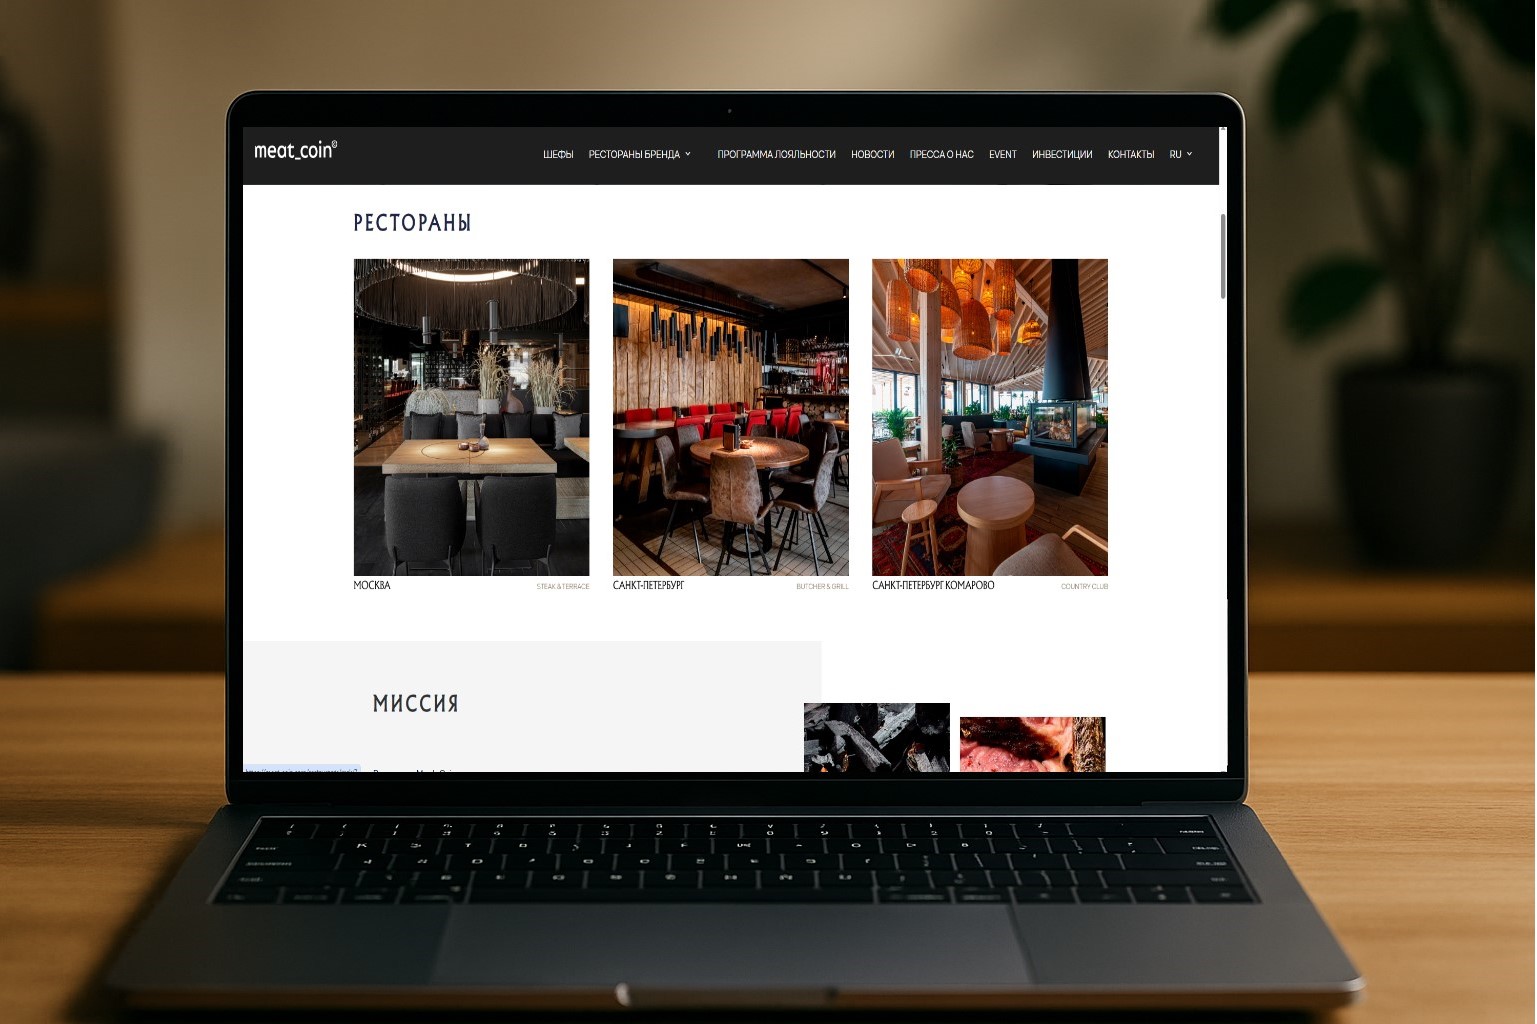 meat_coin®
ШЕФЫ РЕСТОРАНЫ БРЕНДА ПРОГРАММА ЛОЯЛЬНОСТИ НОВОСТИ ПРЕССА О НАС EVENT ИНВЕСТИЦИИ КОНТАКТЫ RU
РЕСТОРАНЫ
МОСКВА STEAK & TERRACE
САНКТ-ПЕТЕРБУРГ BUTCHER & GRILL
САНКТ-ПЕТЕРБУРГ КОМАРОВО COUNTRY CLUB
МИССИЯ